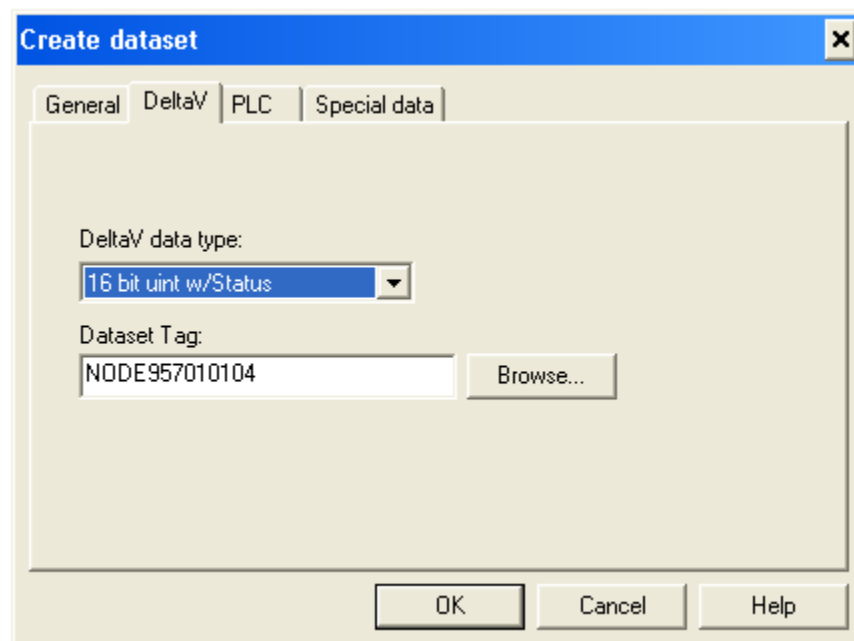 Create dataset
General DeltaV PLC Special data
DeltaV data type:
16 bit uint w/Status
Dataset Tag:
NODE957010104 Browse...
OK Cancel Help